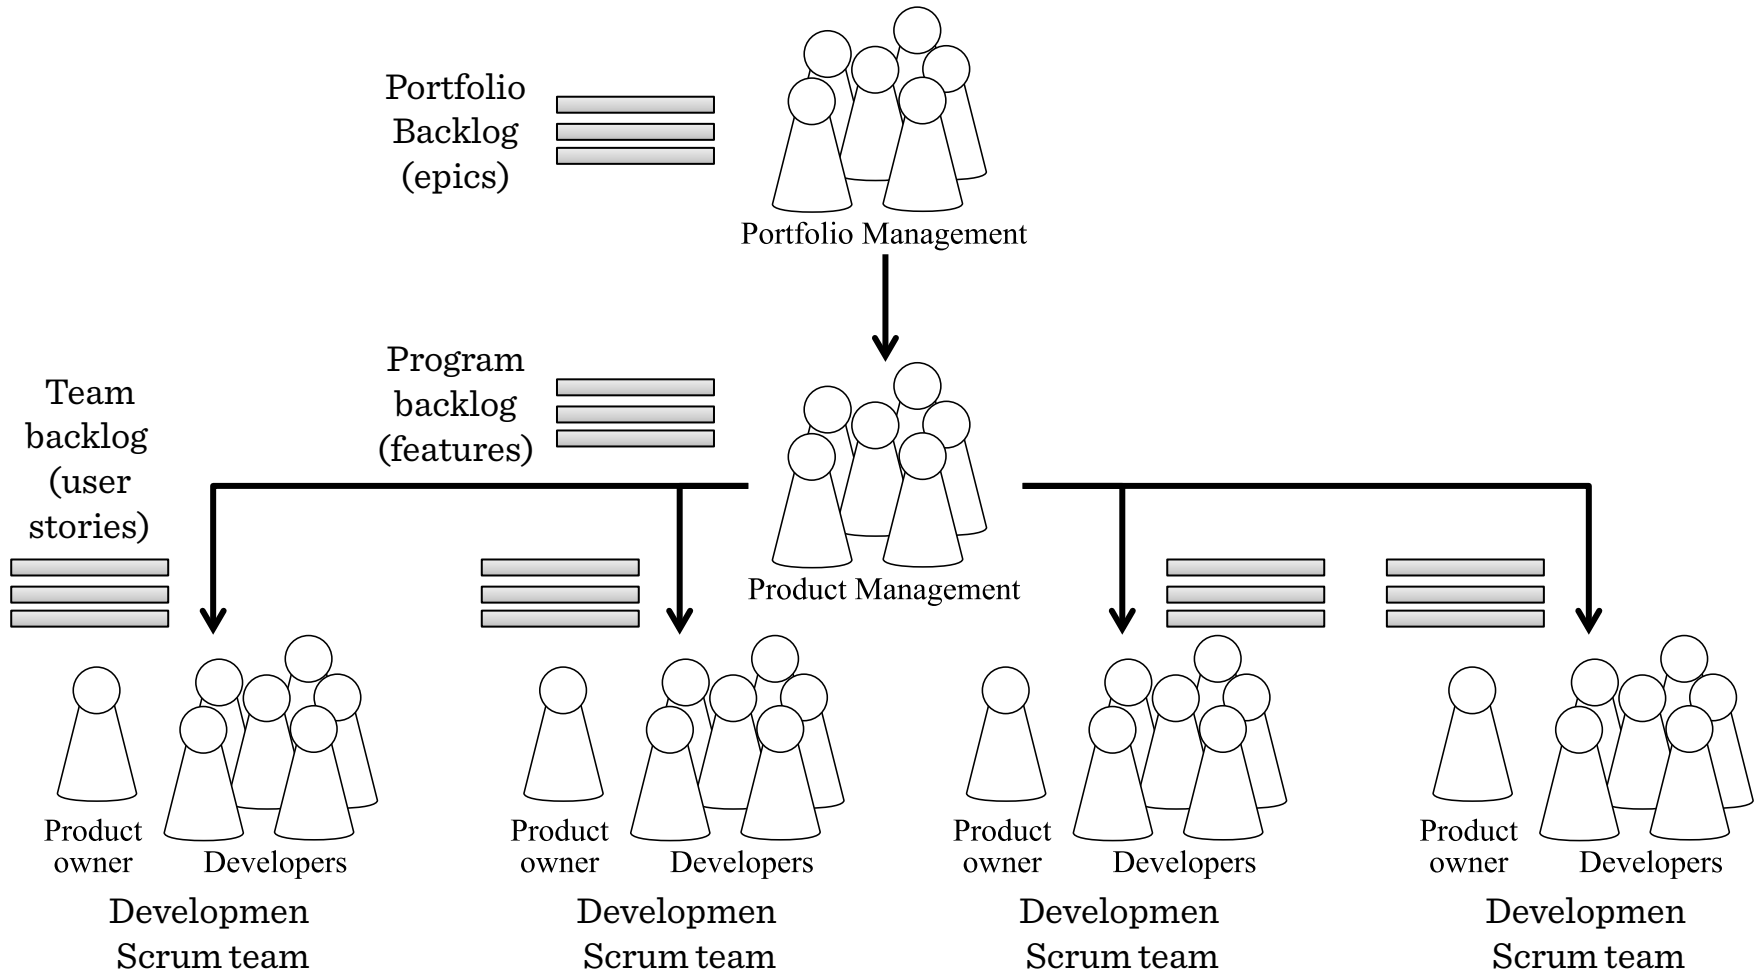 Portfolio
Backlog
(epics)
Portfolio Management
Program
backlog
(features)
Team
backlog
(user
stories)
Product Management
Product
owner
Developers
Developmen
Scrum team
Product
owner
Developers
Developmen
Scrum team
Product
owner
Developers
Developmen
Scrum team
Product
owner
Developers
Developmen
Scrum team